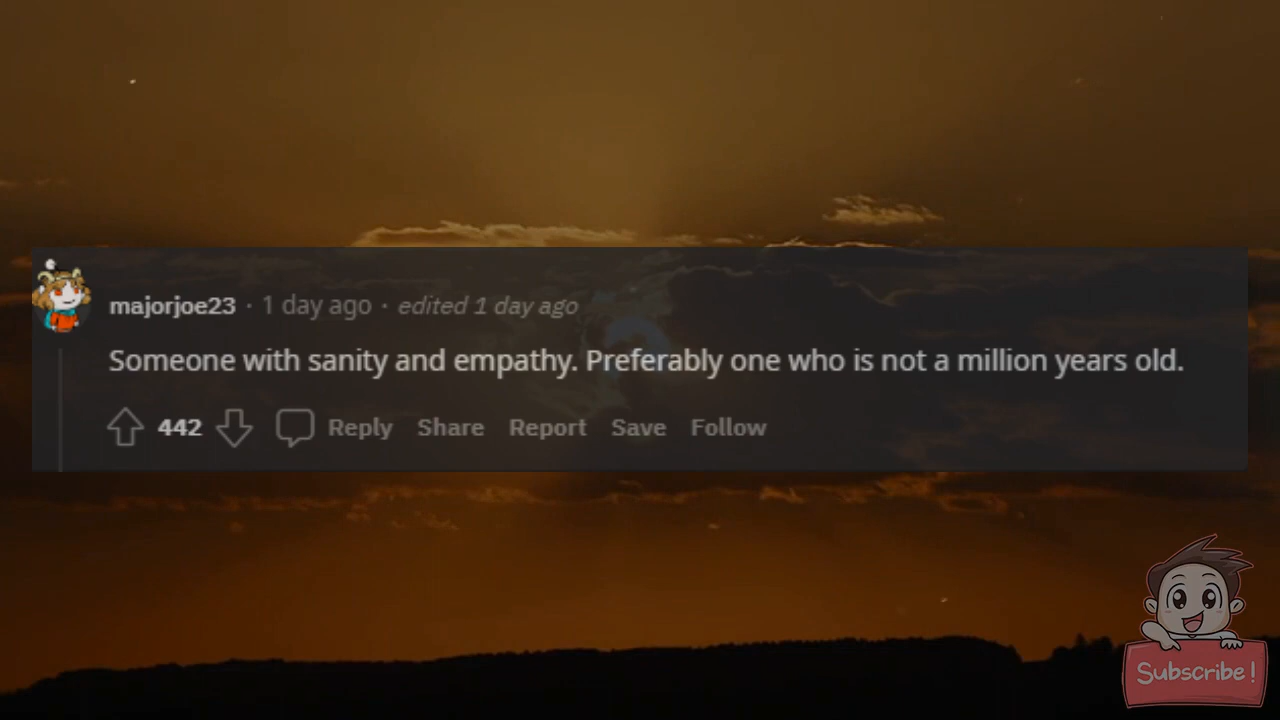 majorjoe23 · 1 day ago · edited 1 day ago
Someone with sanity and empathy. Preferably one who is not a million years old.
442 Reply Share Report Save Follow
Subscribe!